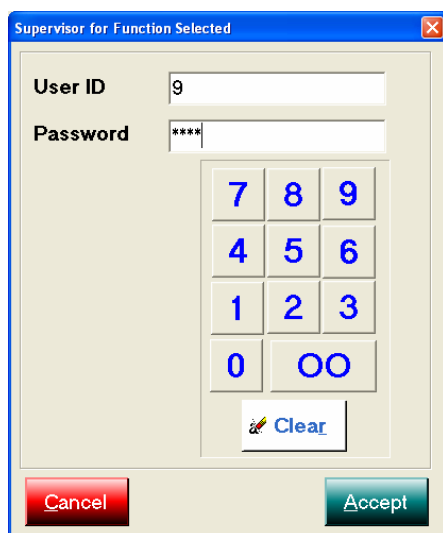 Supervisor for Function Selected
User ID 9
Password ****
7 8 9
4 5 6
1 2 3
0 00
Clear
Cancel Accept